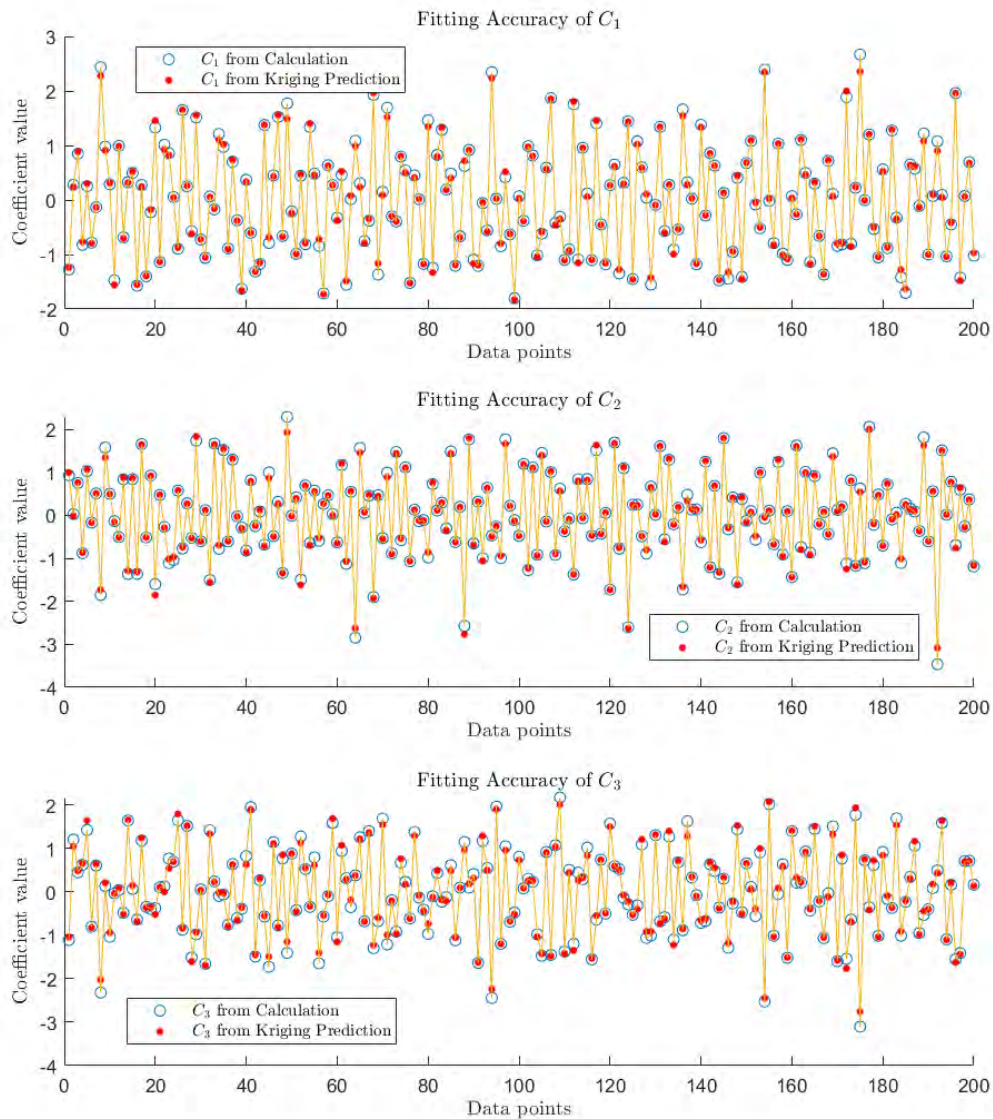 Fitting Accuracy of C₁
3
2
1
0
-1
-2
Coefficient value
C₁ from Calculation
C₁ from Kriging Prediction
0 20 40 60 80 100 120 140 160 180 200
Data points
Fitting Accuracy of C₂
2
1
0
-1
-2
-3
-4
Coefficient value
C₂ from Calculation
C₂ from Kriging Prediction
0 20 40 60 80 100 120 140 160 180 200
Data points
Fitting Accuracy of C₃
2
1
0
-1
-2
-3
-4
Coefficient value
C₃ from Calculation
C₃ from Kriging Prediction
0 20 40 60 80 100 120 140 160 180 200
Data points